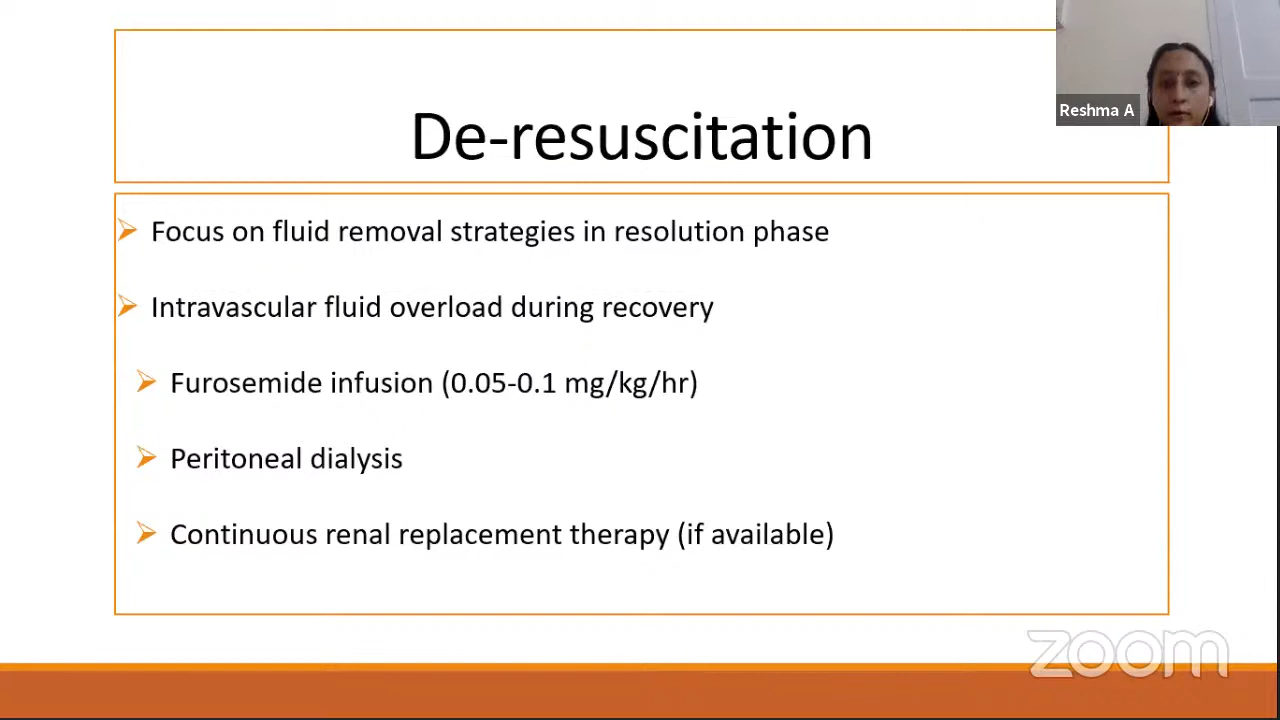 Reshma A
De-resuscitation
Focus on fluid removal strategies in resolution phase
Intravascular fluid overload during recovery
Furosemide infusion (0.05-0.1 mg/kg/hr)
Peritoneal dialysis
Continuous renal replacement therapy (if available)
zoom